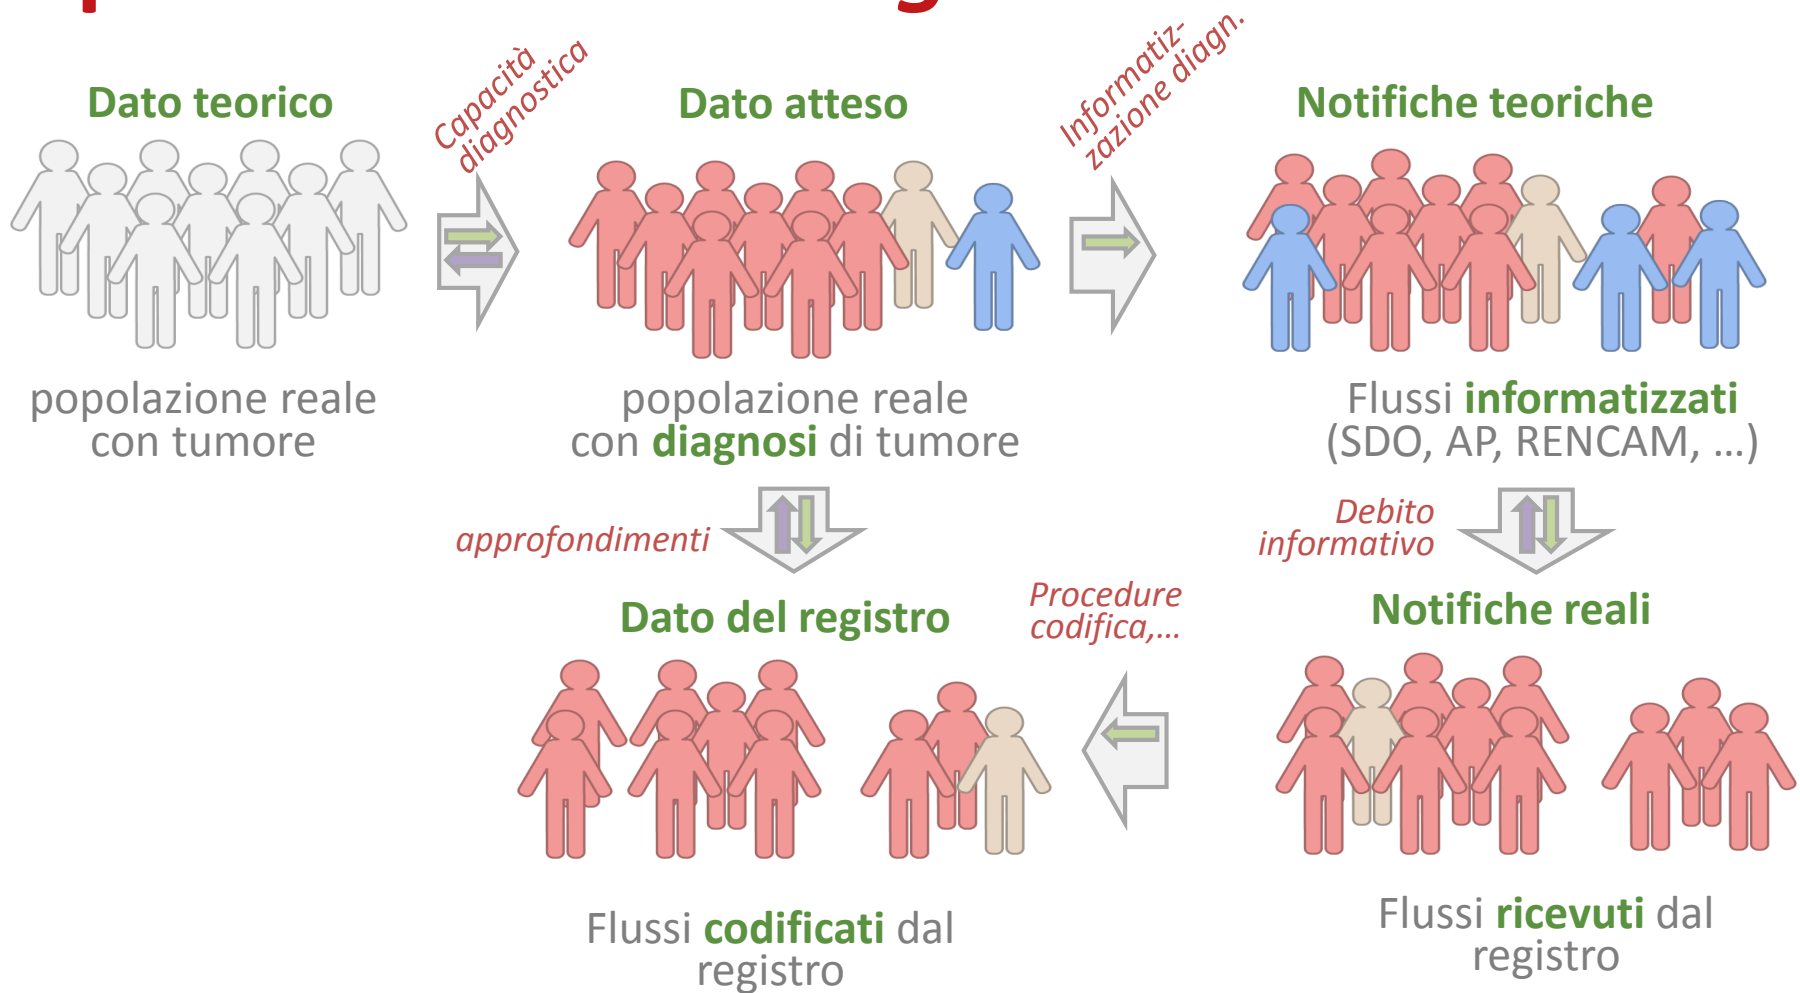 Capacità
diagnostica
Informatiz-
zazione diagn.
Dato teorico
Dato atteso
Notifiche teoriche
popolazione reale
con tumore
popolazione reale
con diagnosi di tumore
Flussi informatizzati
(SDO, AP, RENCAM, ...)
approfondimenti
Debito
informativo
Dato del registro
Procedure
codifica,...
Notifiche reali
Flussi codificati dal
registro
Flussi ricevuti dal
registro